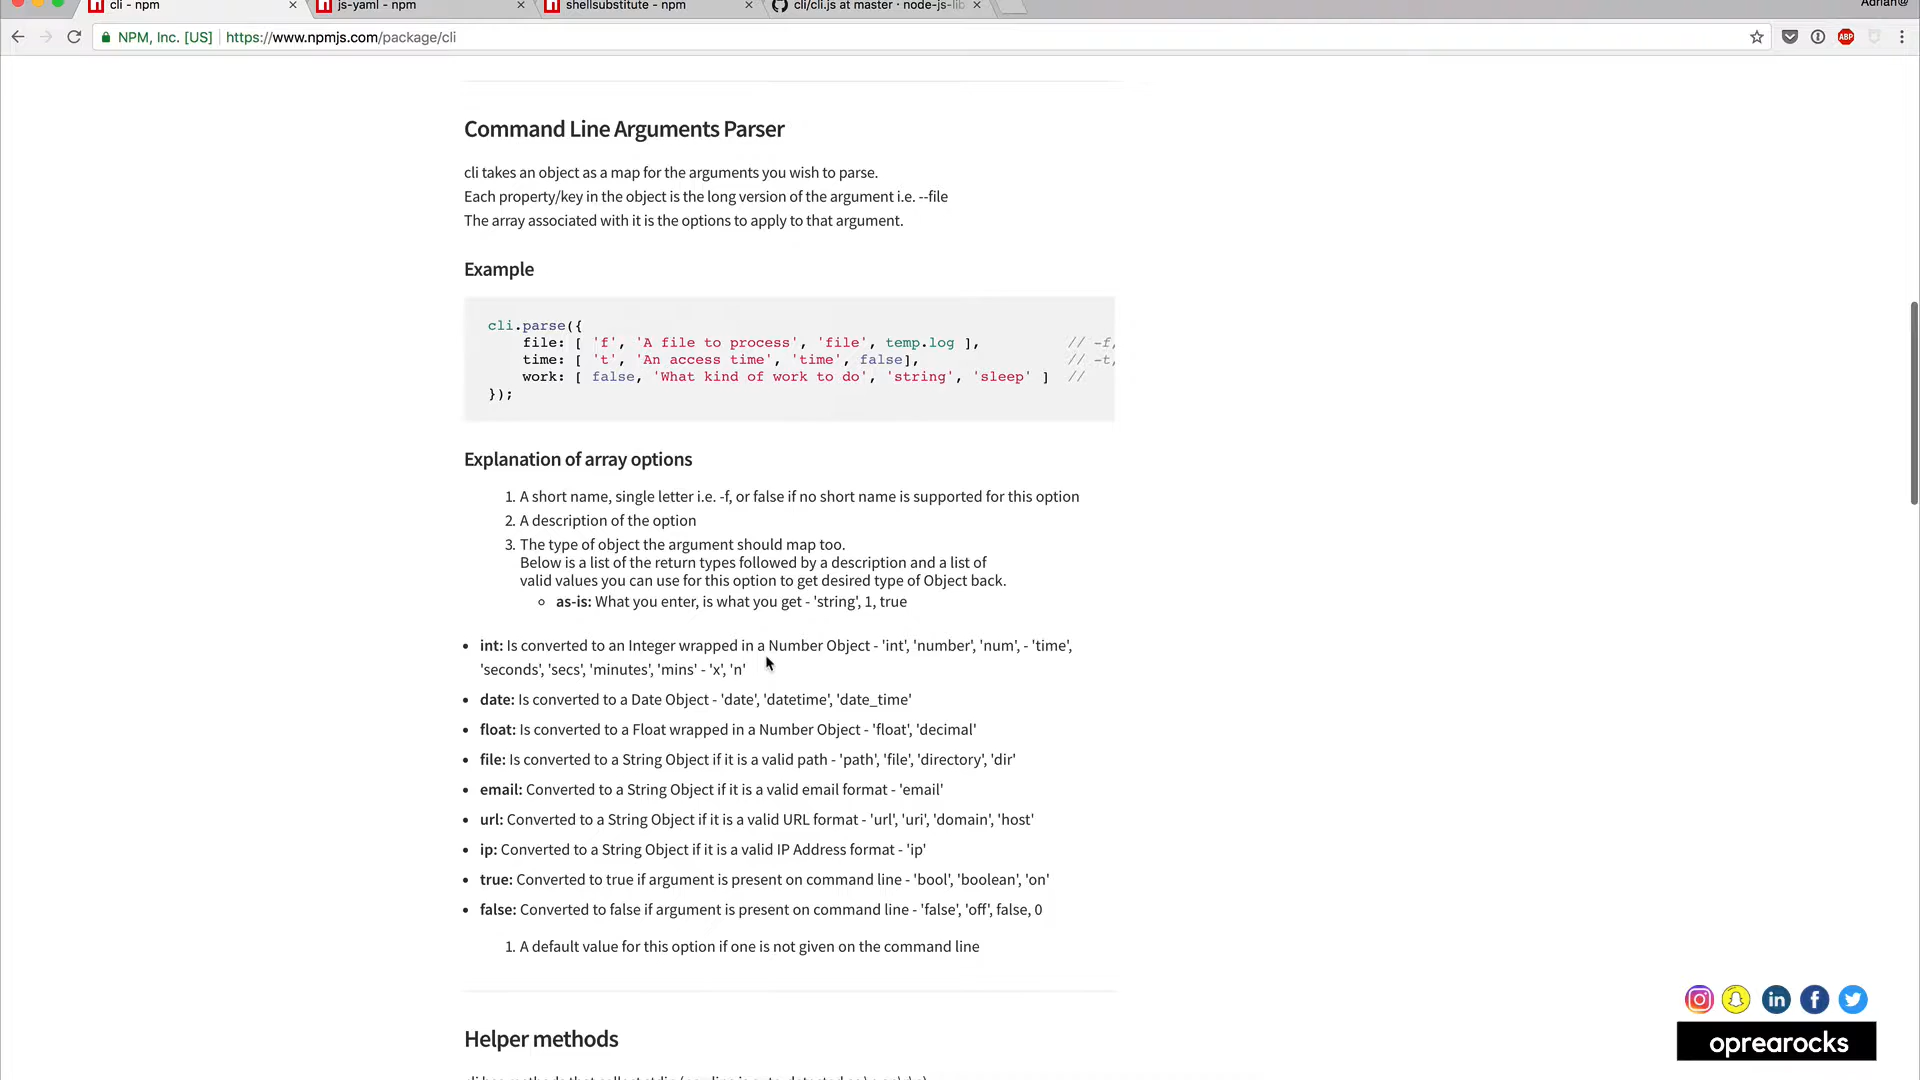 cli - npm
js-yaml - npm
shellsubstitute - npm
cli/cli.js at master · node-js-lib
Adrian@
NPM, Inc. [US]
https://www.npmjs.com/package/cli
ABP
Command Line Arguments Parser
cli takes an object as a map for the arguments you wish to parse.
Each property/key in the object is the long version of the argument i.e. --file
The array associated with it is the options to apply to that argument.
Example
cli.parse({
file: [ 'f', 'A file to process', 'file', temp.log ], // -f,
time: [ 't', 'An access time', 'time', false], // -t,
work: [ false, 'What kind of work to do', 'string', 'sleep' ] //
});
Explanation of array options
1. A short name, single letter i.e. -f, or false if no short name is supported for this option
2. A description of the option
3. The type of object the argument should map too.
Below is a list of the return types followed by a description and a list of
valid values you can use for this option to get desired type of Object back.
as-is: What you enter, is what you get - 'string', 1, true
int: Is converted to an Integer wrapped in a Number Object - 'int', 'number', 'num', - 'time',
'seconds', 'secs', 'minutes', 'mins' - 'x', 'n'
date: Is converted to a Date Object - 'date', 'datetime', 'date_time'
float: Is converted to a Float wrapped in a Number Object - 'float', 'decimal'
file: Is converted to a String Object if it is a valid path - 'path', 'file', 'directory', 'dir'
email: Converted to a String Object if it is a valid email format - 'email'
url: Converted to a String Object if it is a valid URL format - 'url', 'uri', 'domain', 'host'
ip: Converted to a String Object if it is a valid IP Address format - 'ip'
true: Converted to true if argument is present on command line - 'bool', 'boolean', 'on'
false: Converted to false if argument is present on command line - 'false', 'off', false, 0
1. A default value for this option if one is not given on the command line
Helper methods
oprearocks